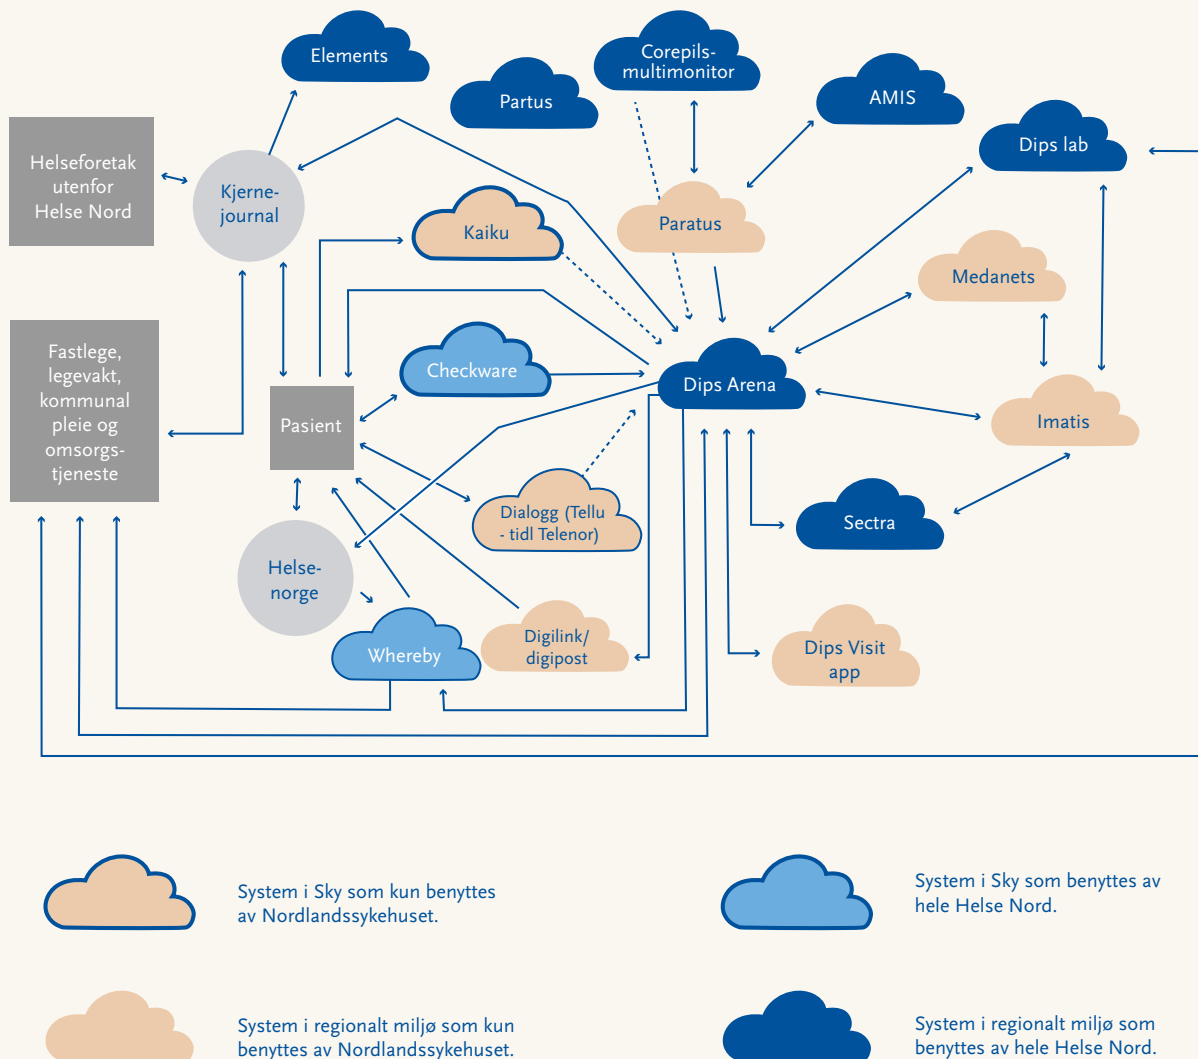 Elements
Partus
Corepils-
multimonitor
AMIS
Dips lab
Helseforetak
utenfor
Helse Nord
Kjerne-
journal
Kaiku
Paratus
Medanets
Fastlege,
legevakt,
kommunal
pleie og
omsorgs-
tjeneste
Checkware
Dips Arena
Pasient
Imatis
Dialogg (Tellu
- tidl Telenor)
Sectra
Helse-
norge
Whereby
Digilink/
digipost
Dips Visit
app
System i Sky som kun benyttes
av Nordlandssykehuset.
System i Sky som benyttes av
hele Helse Nord.
System i regionalt miljø som kun
benyttes av Nordlandssykehuset.
System i regionalt miljø som
benyttes av hele Helse Nord.